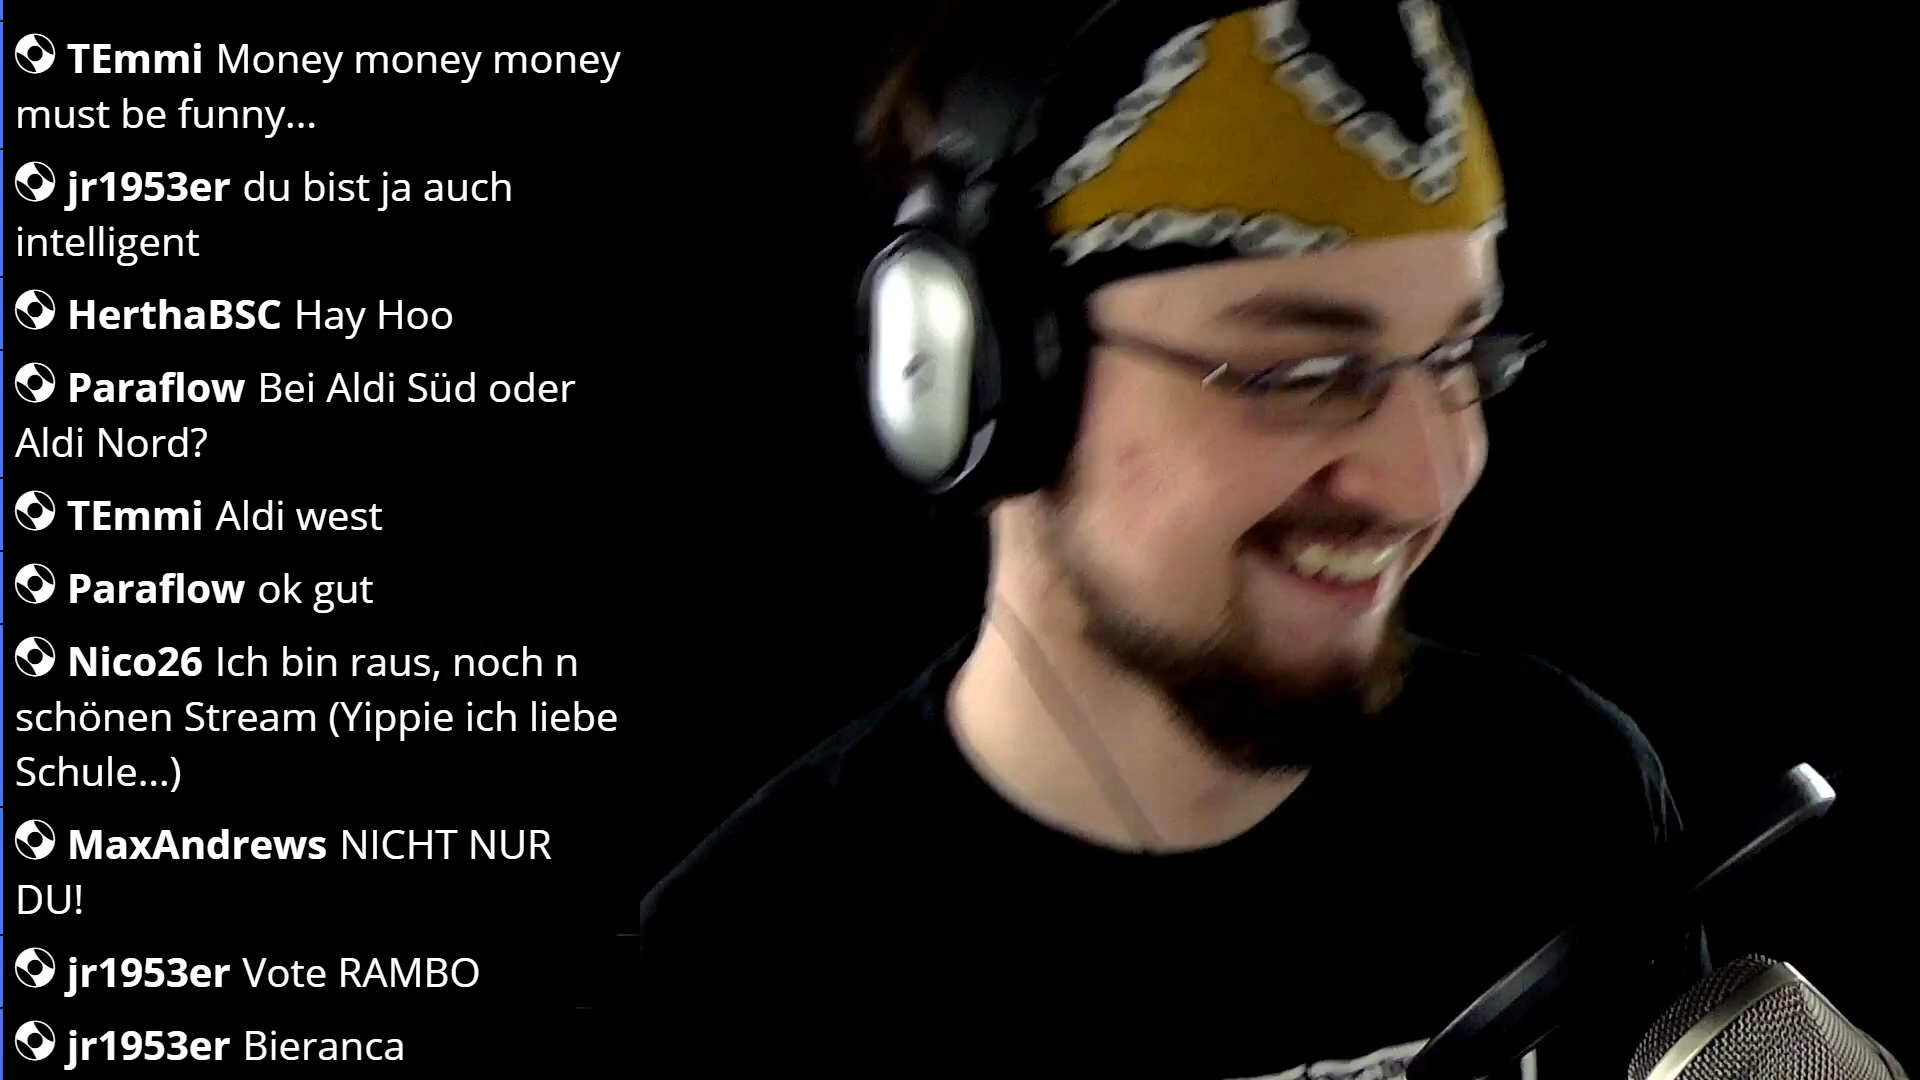 TEmmi Money money money
must be funny...
jr1953er du bist ja auch
intelligent
HerthaBSC Hay Hoo
Paraflow Bei Aldi Süd oder
Aldi Nord?
TEmmi Aldi west
Paraflow ok gut
Nico26 Ich bin raus, noch n
schönen Stream (Yippie ich liebe
Schule...)
MaxAndrews NICHT NUR
DU!
jr1953er Vote RAMBO
jr1953er Bieranca